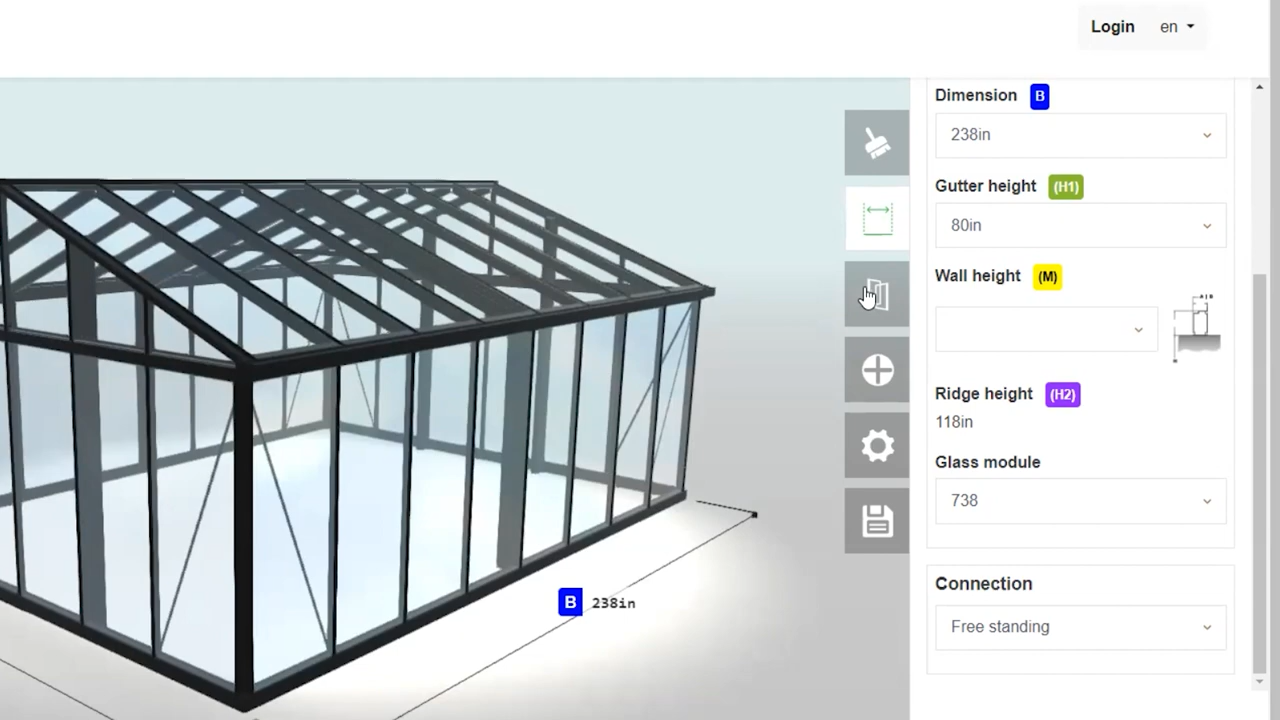 Login en
Dimension B
238in
Gutter height (H1)
80in
Wall height (M)
Ridge height (H2)
118in
Glass module
738
Connection
Free standing
B 238in